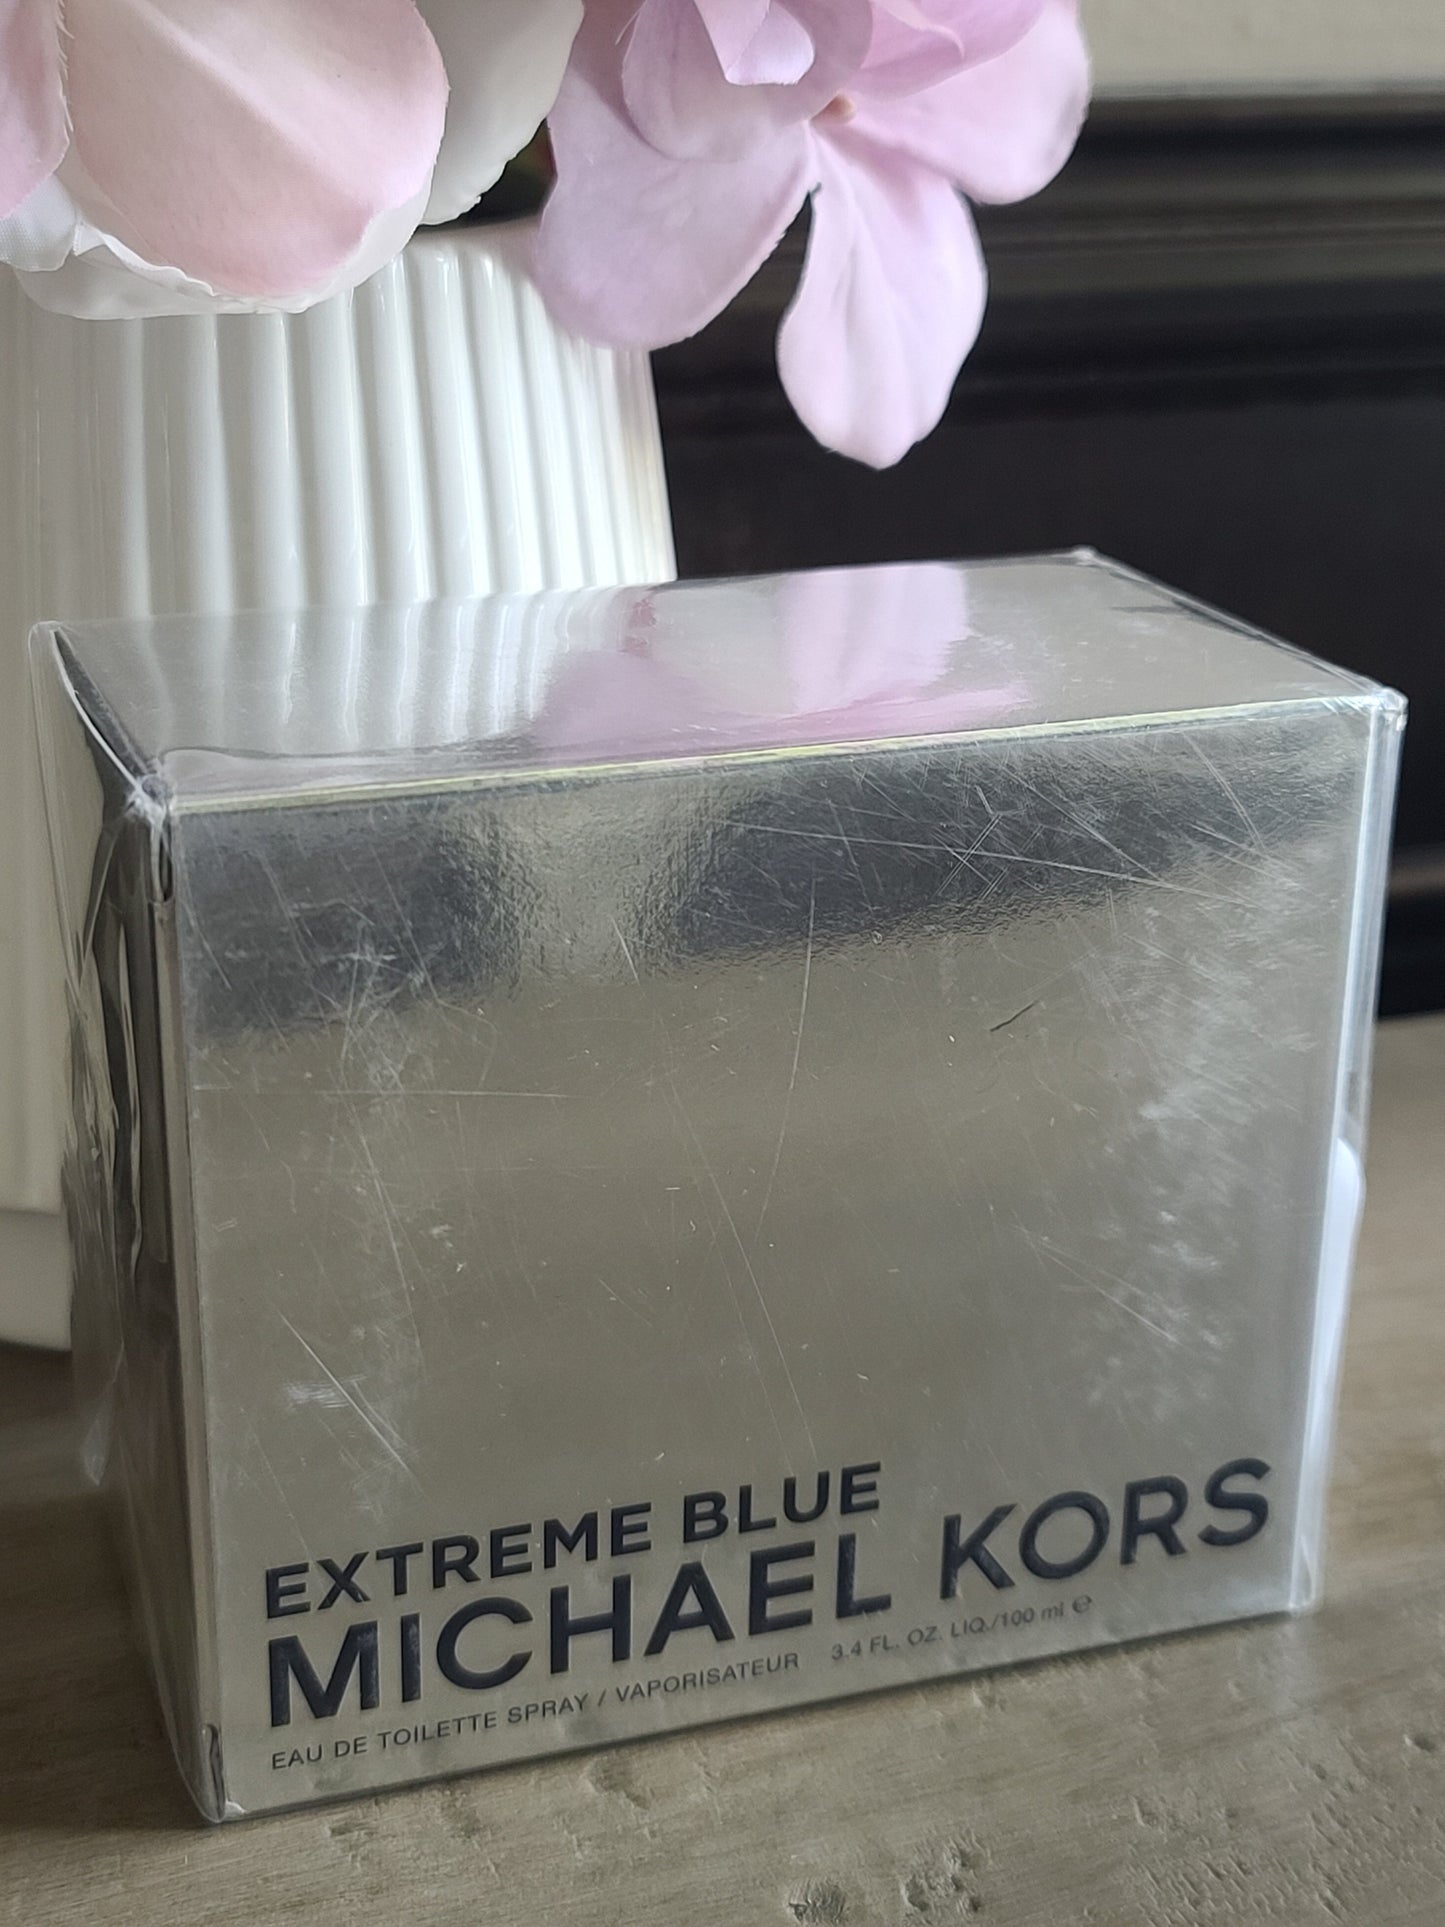 EXTREME BLUE
MICHAEL KORS
EAU DE TOILETTE SPRAY / VAPORISATEUR 3.4 FL. OZ. LIQ./100 ml ℮